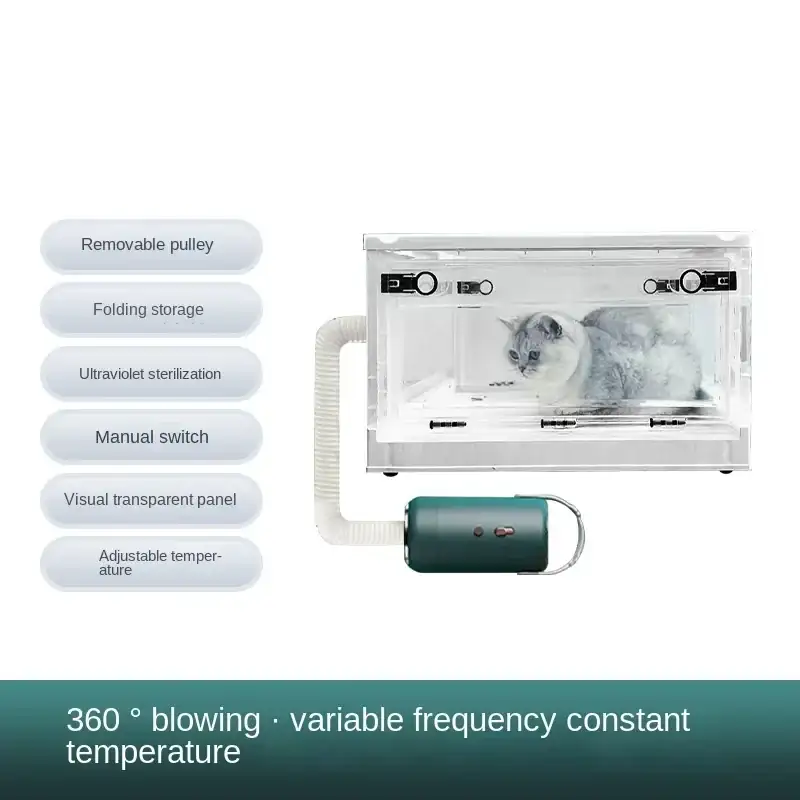 Removable pulley
Folding storage
Ultraviolet sterilization
Manual switch
Visual transparent panel
Adjustable temper-
ature
360 ° blowing · variable frequency constant
temperature